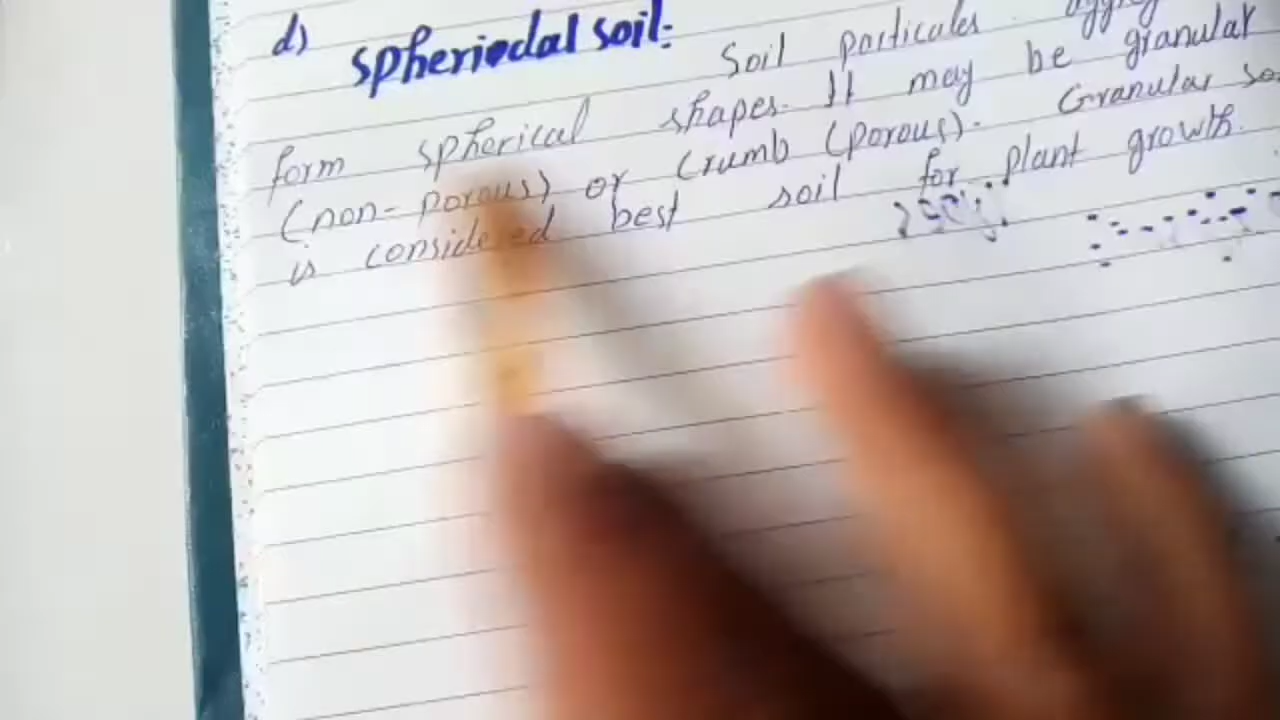 d) spheriodal soil:
Soil particules
form spherical shapes. It may be granular
(non-porous) or Crumb (porous). Granular
is considered best soil for plant growth.